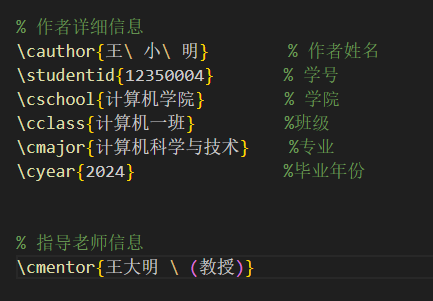 % 作者详细信息
\cauthor{王\ 小\ 明} % 作者姓名
\studentid{12350004} % 学号
\cschool{计算机学院} % 学院
\cclass{计算机一班} %班级
\cmajor{计算机科学与技术} %专业
\cyear{2024} %毕业年份
% 指导老师信息
\cmentor{王大明 \ (教授)}